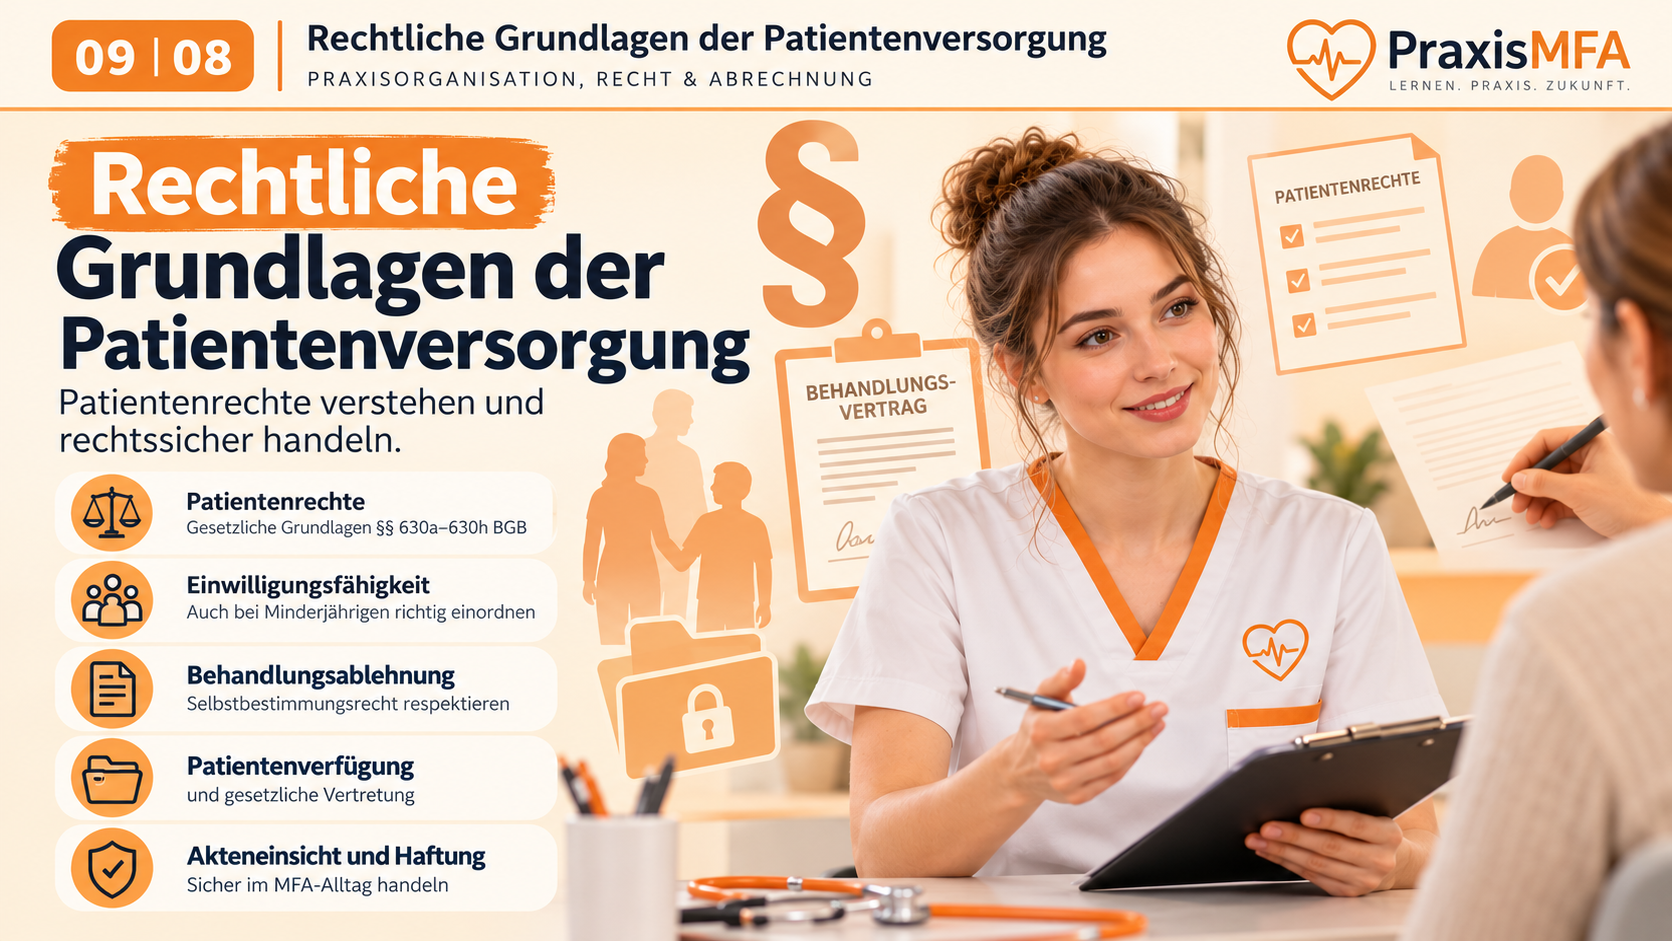 09 | 08
Rechtliche Grundlagen der Patientenversorgung
PRAXISORGANISATION, RECHT & ABRECHNUNG
PraxisMFA
LERNEN. PRAXIS. ZUKUNFT.
Rechtliche
Grundlagen der
Patientenversorgung
Patientenrechte verstehen und
rechtssicher handeln.
Patientenrechte
Gesetzliche Grundlagen §§ 630a–630h BGB
Einwilligungsfähigkeit
Auch bei Minderjährigen richtig einordnen
Behandlungsablehnung
Selbstbestimmungsrecht respektieren
Patientenverfügung
und gesetzliche Vertretung
Akteneinsicht und Haftung
Sicher im MFA-Alltag handeln
§
BEHANDLUNGS-
VERTRAG
PATIENTENRECHTE